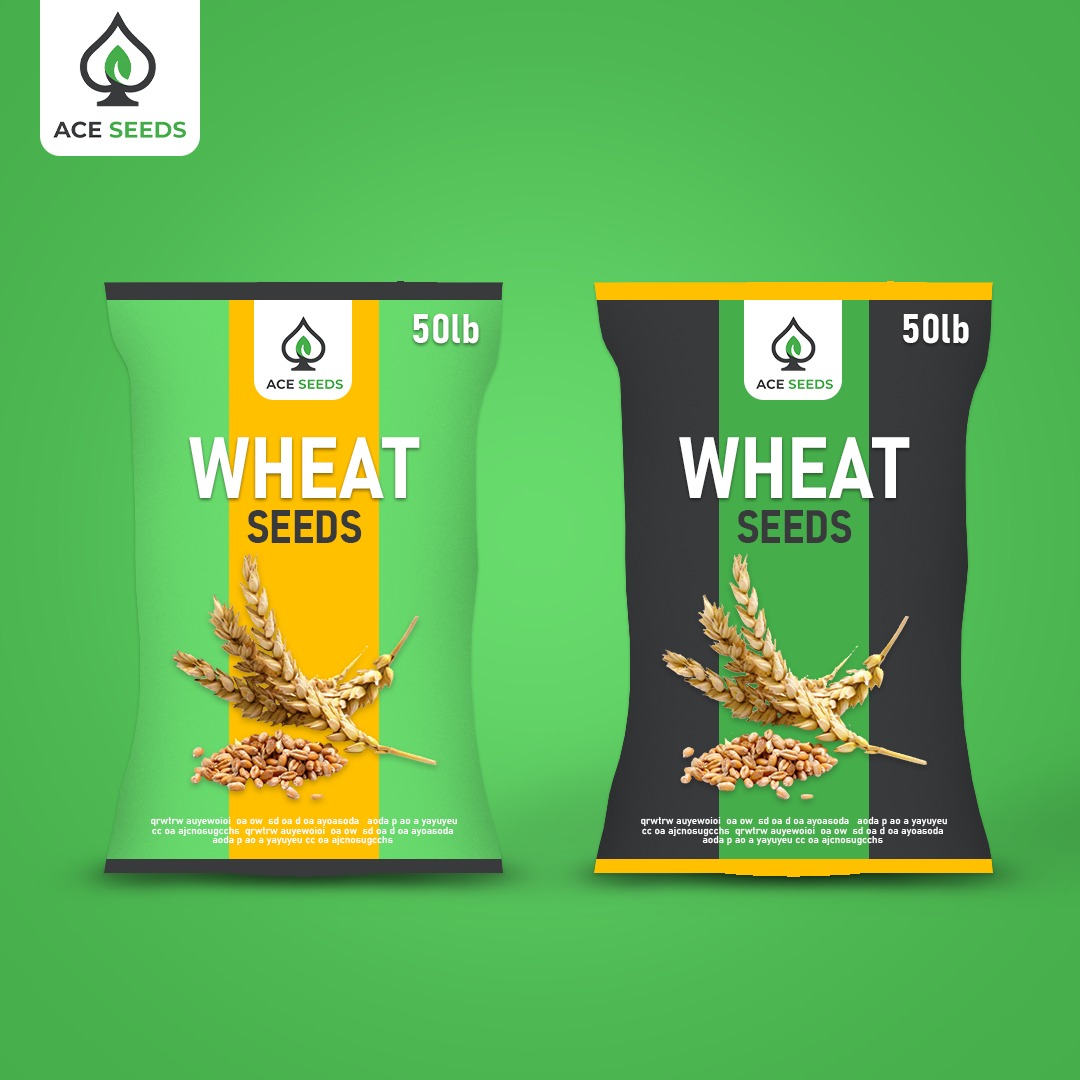 ACE SEEDS
50lb
ACE SEEDS
WHEAT
SEEDS
qrwtrw auyewoioi oa ow sd oa d oa ayoasoda aoda p ao a yayuyeu
cc oa ajcnosugcchs qrwtrw auyewoioi oa ow sd oa d oa ayoasoda
aoda p ao a yayuyeu cc oa ajcnosugcchs
50lb
ACE SEEDS
WHEAT
SEEDS
qrwtrw auyewoioi oa ow sd oa d oa ayoasoda aoda p ao a yayuyeu
cc oa ajcnosugcchs qrwtrw auyewoioi oa ow sd oa d oa ayoasoda
aoda p ao a yayuyeu cc oa ajcnosugcchs